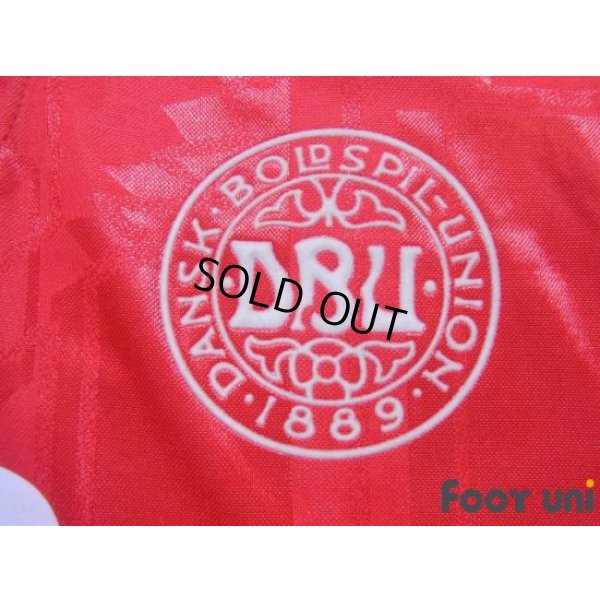 · DANSK · BOLDSPIL-UNION ·
DBU
· 1889 ·
SOLD OUT
FOOT uni